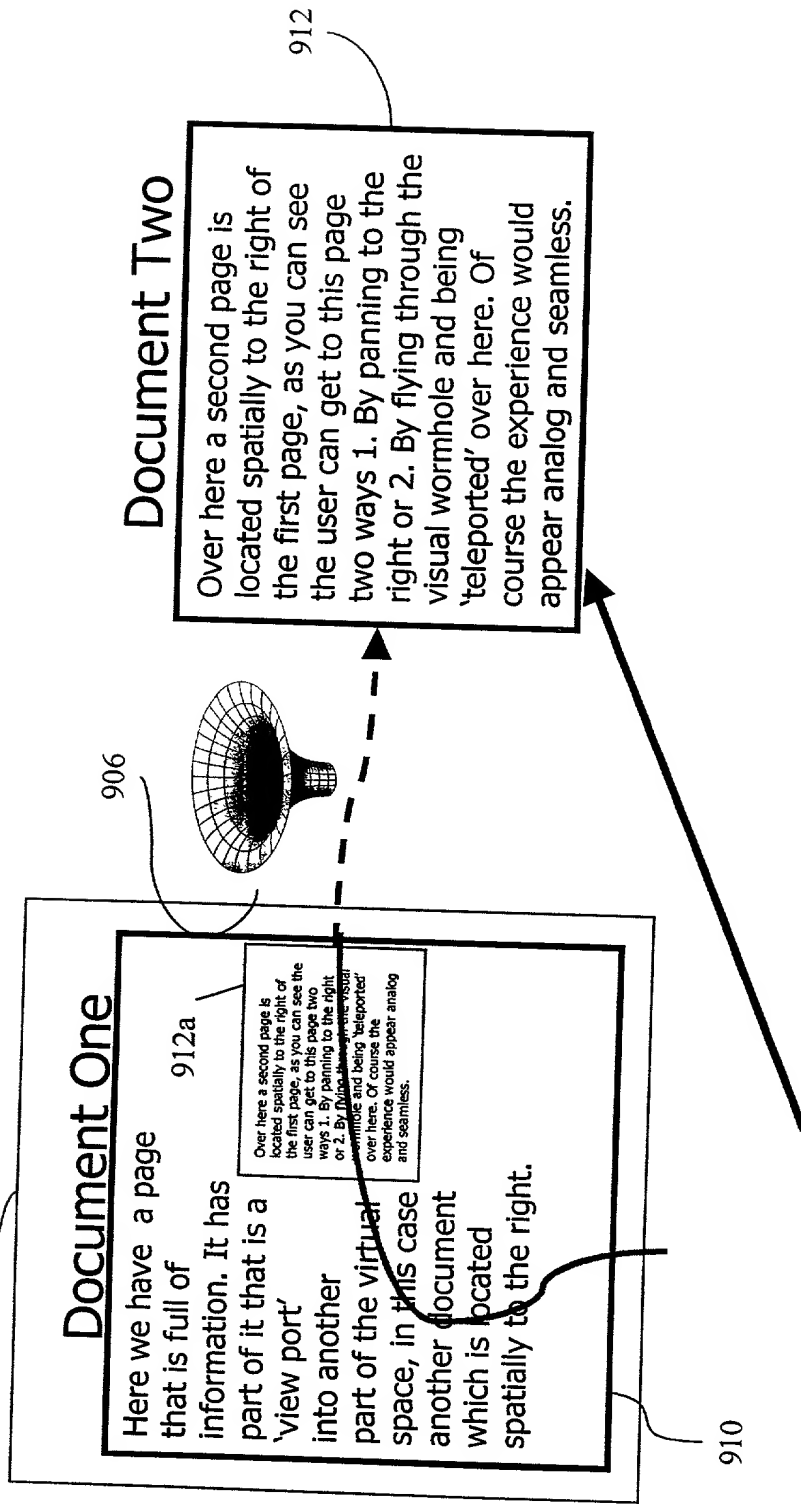 Document One
Here we have a page
that is full of
information. It has
part of it that is a
'view port'
into another
part of the virtual
space, in this case
another document
which is located
spatially to the right.
912a
Over here a second page is
located spatially to the right of
the first page, as you can see the
user can get to this page two
ways 1. By panning to the right
or 2. By flying through the visual
wormhole and being 'teleported'
over here. Of course the
experience would appear analog
and seamless.
906
910
Document Two
Over here a second page is
located spatially to the right of
the first page, as you can see
the user can get to this page
two ways 1. By panning to the
right or 2. By flying through the
visual wormhole and being
'teleported' over here. Of
course the experience would
appear analog and seamless.
912